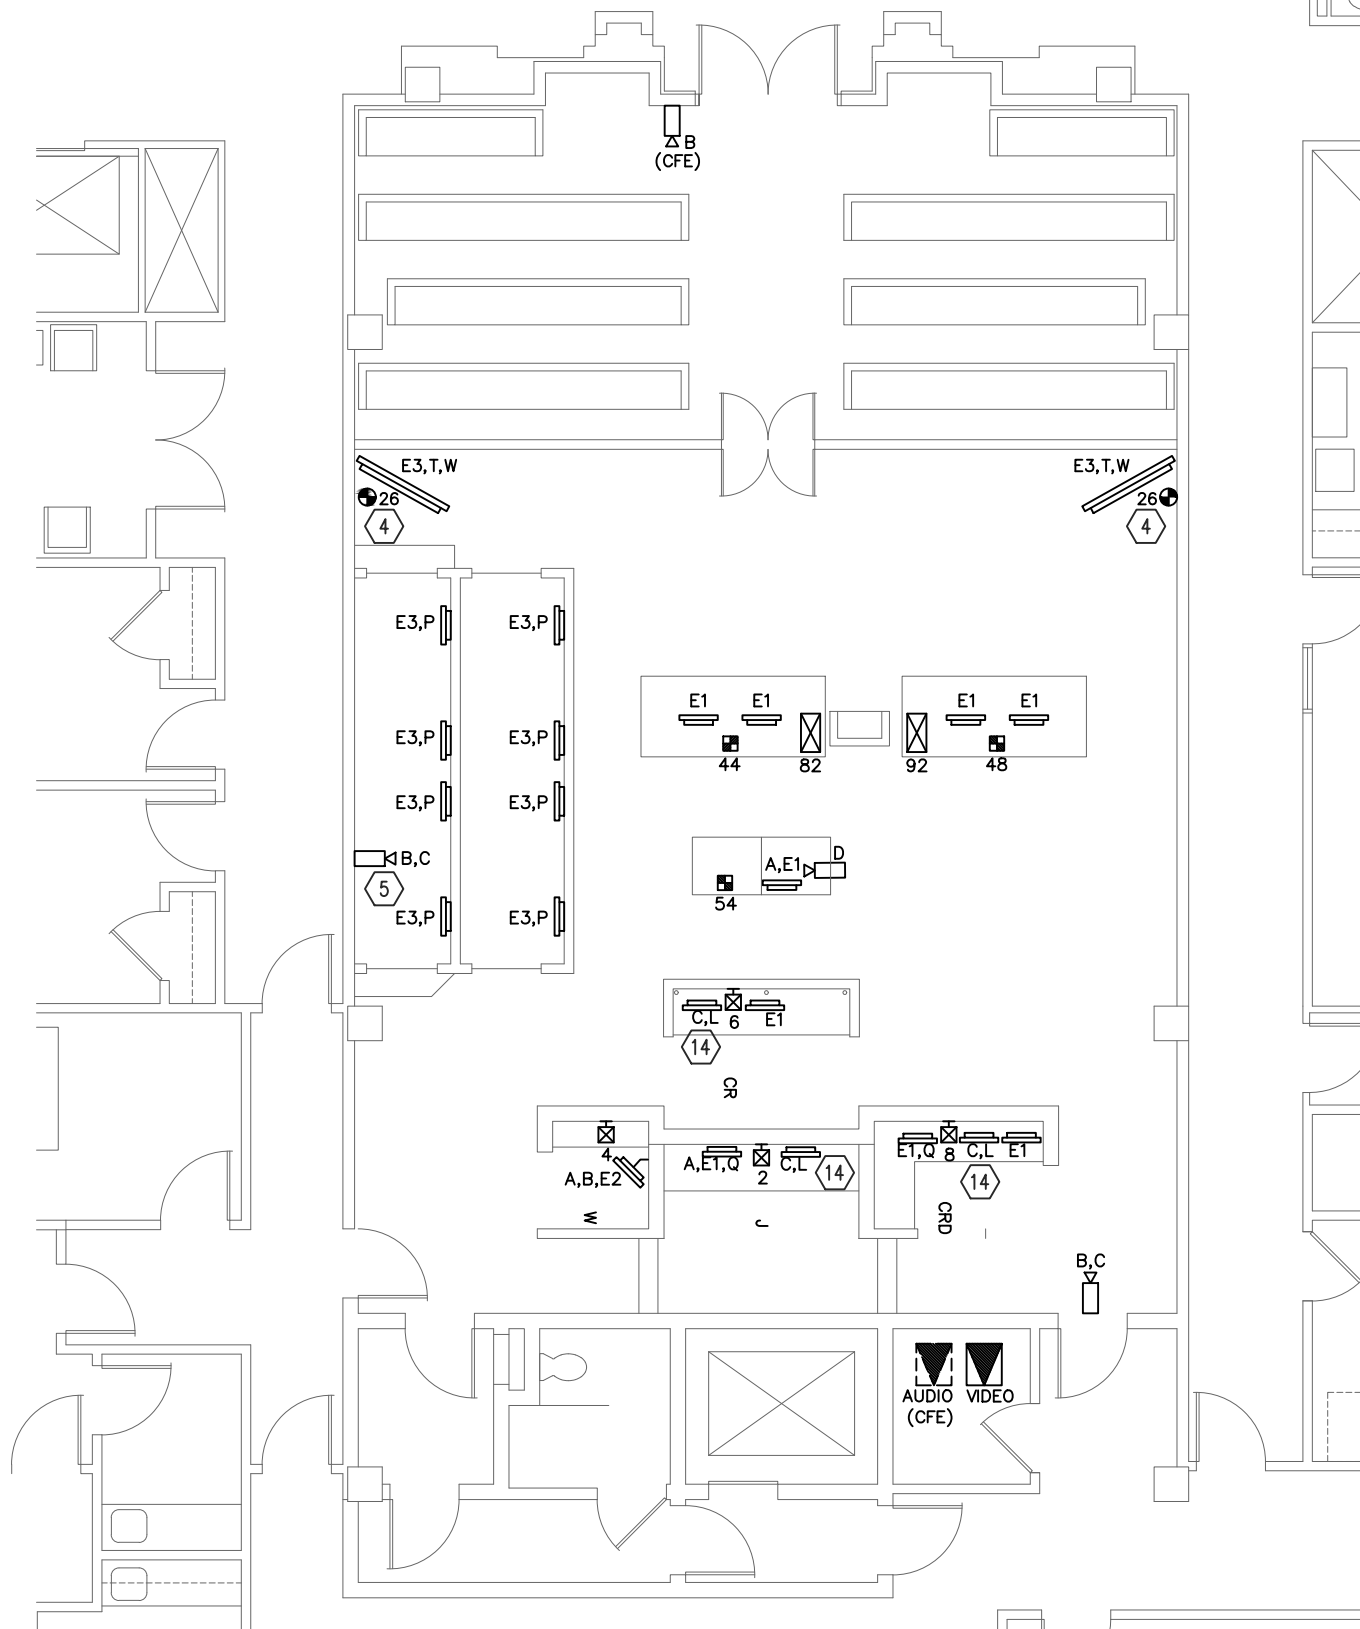 B
(CFE)
E3,T,W
E3,T,W
26
26
4
4
E3,P
E3,P
E1
E1
E1
E1
E3,P
E3,P
44
82
92
48
E3,P
E3,P
B,C
D
A,E1
5
54
E3,P
E3,P
C,L
6
E1
14
CR
4
A,E1,Q
2
C,L
E1,Q
8
C,L
E1
A,B,E2
14
14
W
J
CRD
B,C
AUDIO
VIDEO
(CFE)